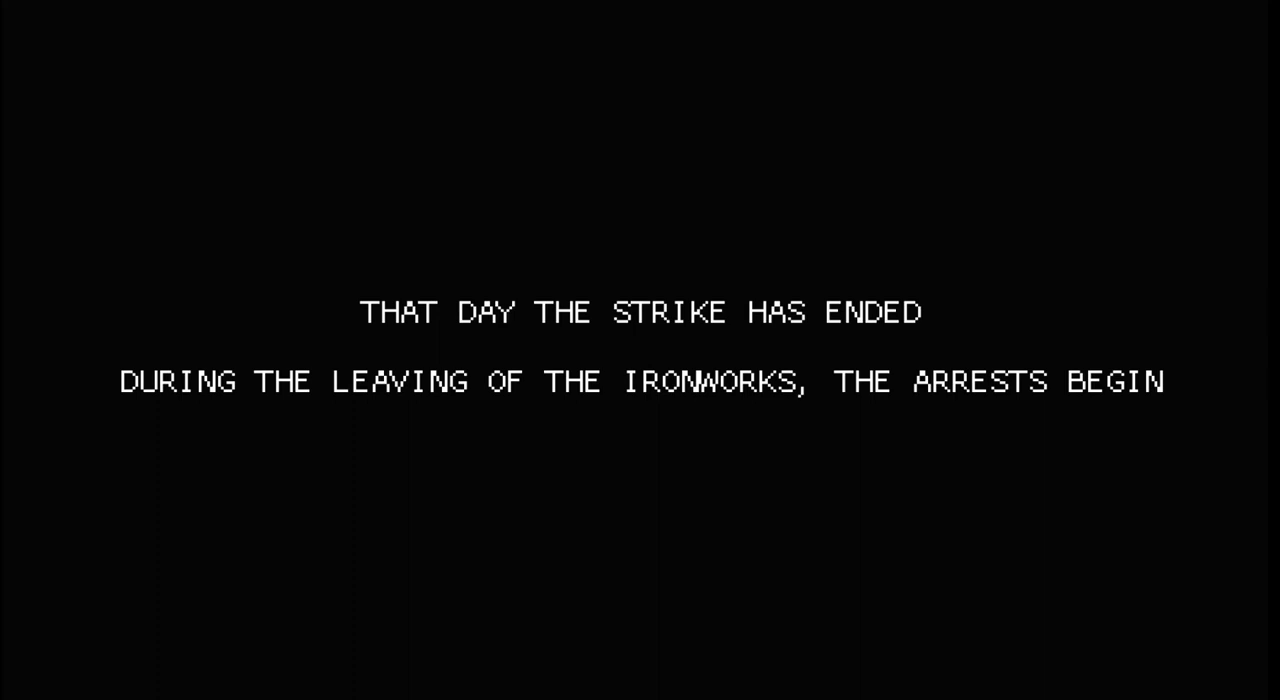 THAT DAY THE STRIKE HAS ENDED
DURING THE LEAVING OF THE IRONWORKS, THE ARRESTS BEGIN